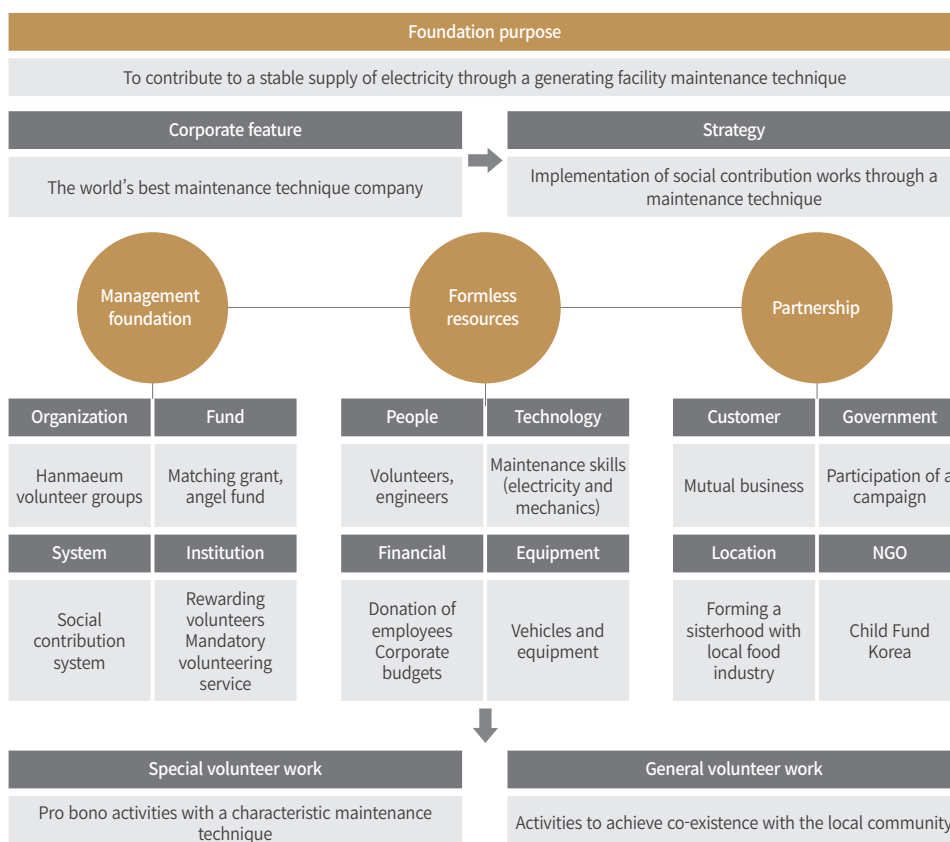 Foundation purpose
To contribute to a stable supply of electricity through a generating facility maintenance technique
Corporate feature
The world's best maintenance technique company
Strategy
Implementation of social contribution works through a
maintenance technique
Management
foundation
Formless
resources
Partnership
Organization
Hanmaeum
volunteer groups
Fund
Matching grant,
angel fund
System
Social
contribution
system
Institution
Rewarding
volunteers
Mandatory
volunteering
service
People
Volunteers,
engineers
Technology
Maintenance skills
(electricity and
mechanics)
Financial
Donation of
employees
Corporate
budgets
Equipment
Vehicles and
equipment
Customer
Mutual business
Government
Participation of a
campaign
Location
Forming a
sisterhood with
local food
industry
NGO
Child Fund
Korea
Special volunteer work
Pro bono activities with a characteristic maintenance
technique
General volunteer work
Activities to achieve co-existence with the local community